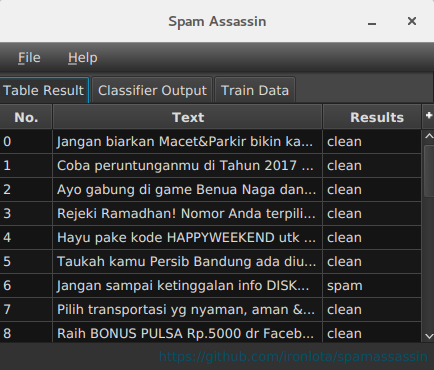 Spam Assassin
File Help
Table Result Classifier Output Train Data
No. Text Results
0 Jangan biarkan Macet&Parkir bikin ka... clean
1 Coba peruntunganmu di Tahun 2017 ... clean
2 Ayo gabung di game Benua Naga dan... clean
3 Rejeki Ramadhan! Nomor Anda terpili... clean
4 Hayu pake kode HAPPYWEEKEND utk ... clean
5 Taukah kamu Persib Bandung ada diu... clean
6 Jangan sampai ketinggalan info DISK... spam
7 Pilih transportasi yg nyaman, aman &... clean
8 Raih BONUS PULSA Rp.5000 dr Faceb... clean
https://github.com/ironlota/spamassassin